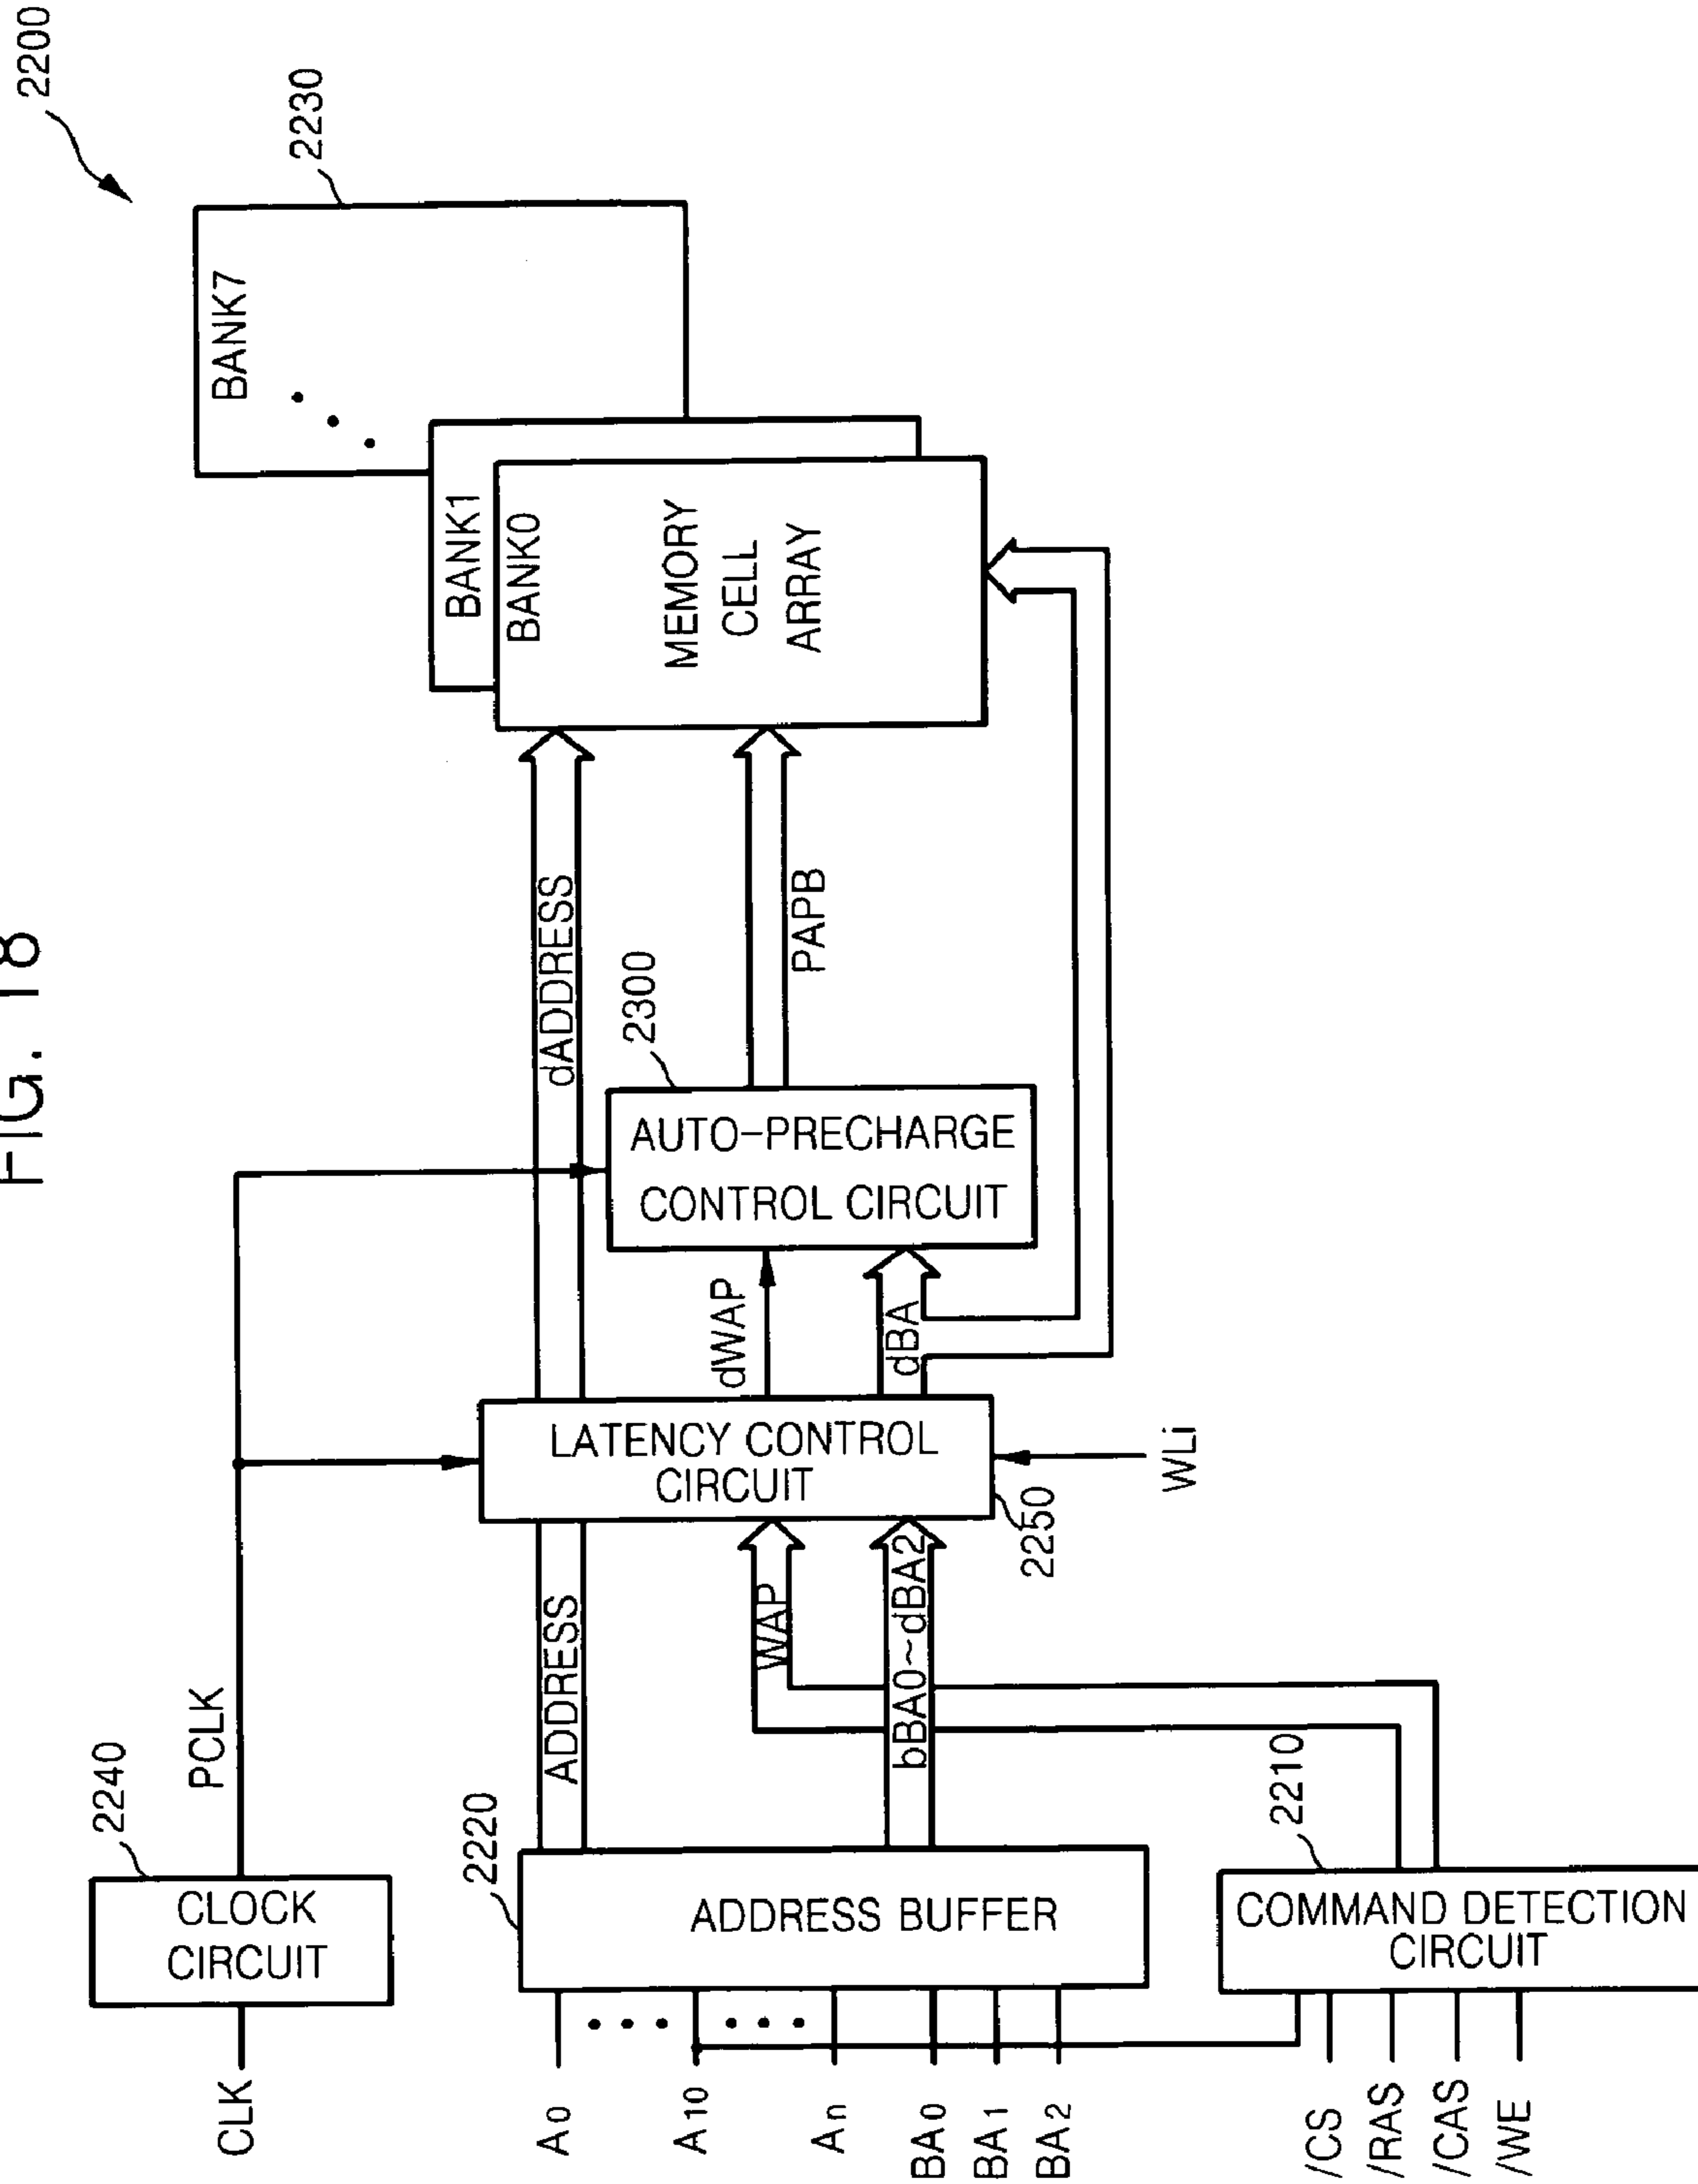 FIG. 18
2200
CLK
CLOCK
CIRCUIT
2240
PCLK
2230
BANK7
BANK1
BANK0
MEMORY
CELL
ARRAY
A0
A10
An
BA0
BA1
BA2
ADDRESS BUFFER
2220
ADDRESS
WAP
bBA0~dBA2
LATENCY CONTROL
CIRCUIT
2250
WLi
dADDRESS
dWAP
dBA
AUTO-PRECHARGE
CONTROL CIRCUIT
2300
PAPB
/CS
/RAS
/CAS
/WE
COMMAND DETECTION
CIRCUIT
2210